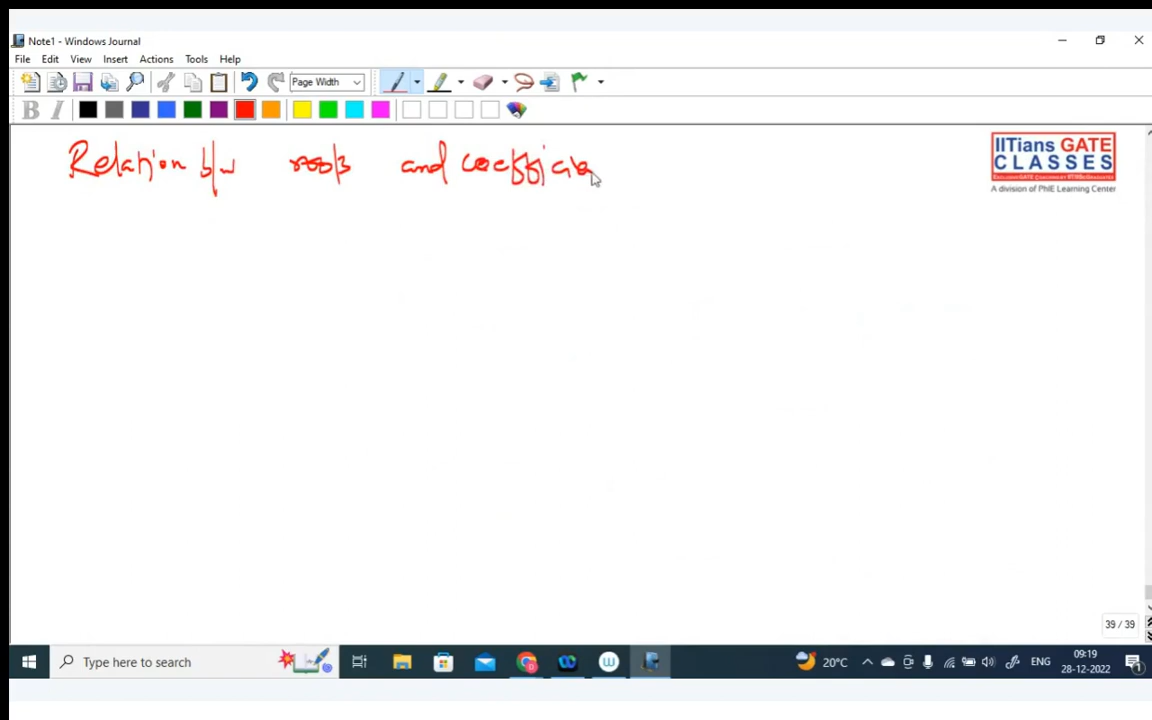 Note1 - Windows Journal
File Edit View Insert Actions Tools Help
Page Width
B I
Relation b/w roots and coefficie
IITians GATE
CLASSES
A division of PhIE Learning Center
39 / 39
Type here to search
20°C
ENG
09:19
28-12-2022
1